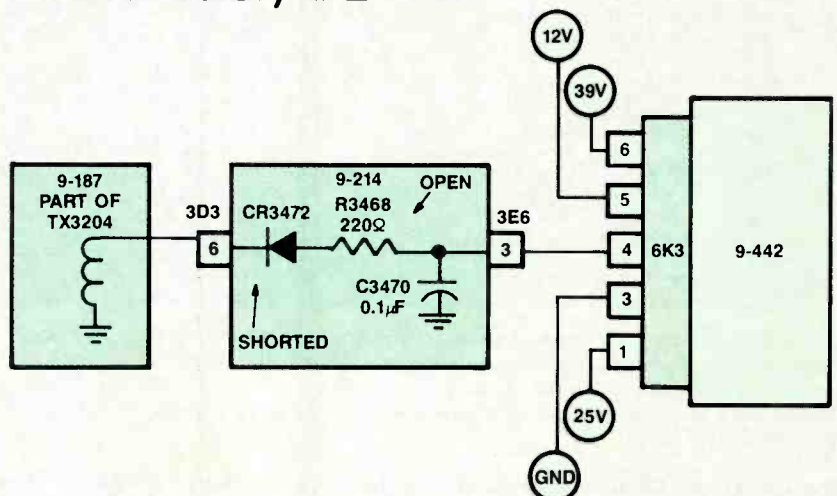 12V
39V
9-187
PART OF
TX3204
3D3
6
CR3472
9-214
R3468
220Ω
OPEN
C3470
0.1μF
SHORTED
3E6
3
6
5
4
3
1
6K3
9-442
25V
GND